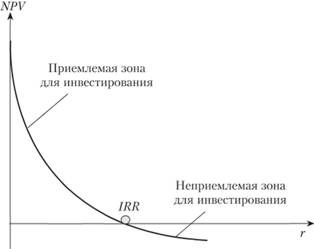 NPV
Приемлемая зона
для инвестирования
IRR
Неприемлемая зона
для инвестирования
r